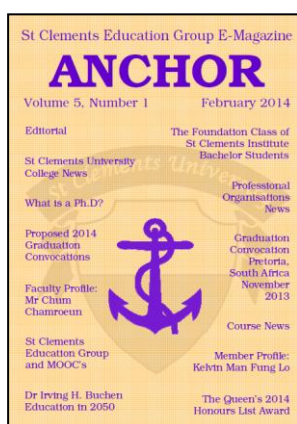 St Clements Education Group E-Magazine
ANCHOR
Volume 5, Number 1
February 2014
Editorial
St Clements University
College News
What is a Ph.D?
Proposed 2014
Graduation
Convocations
Faculty Profile:
Mr Chum
Chamroeun
St Clements
Education Group
and MOOC's
Dr Irving H. Buchen
Education in 2050
The Foundation Class of
St Clements Institute
Bachelor Students
Professional
Organisations
News
Graduation
Convocation
Pretoria,
South Africa
November
2013
Course News
Member Profile:
Kelvin Man Fung Lo
The Queen's 2014
Honours List Award
St Clements University